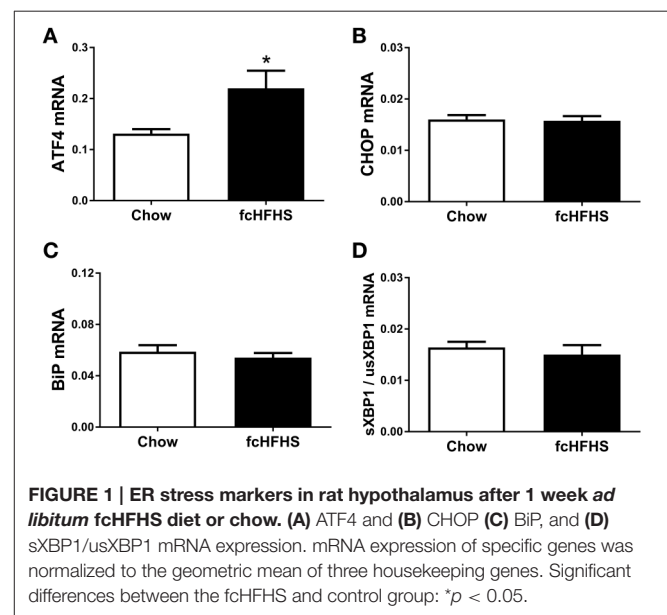 A
ATF4 mRNA
0.3
0.2
0.1
0.0
*
Chow
fcHFHS
B
CHOP mRNA
0.03
0.02
0.01
0.00
Chow
fcHFHS
C
BiP mRNA
0.12
0.08
0.04
0.00
Chow
fcHFHS
D
sXBP1 / usXBP1 mRNA
0.03
0.02
0.01
0.00
Chow
fcHFHS
FIGURE 1 | ER stress markers in rat hypothalamus after 1 week ad
libitum fcHFHS diet or chow. (A) ATF4 and (B) CHOP (C) BiP, and (D)
sXBP1/usXBP1 mRNA expression. mRNA expression of specific genes was
normalized to the geometric mean of three housekeeping genes. Significant
differences between the fcHFHS and control group: *p < 0.05.